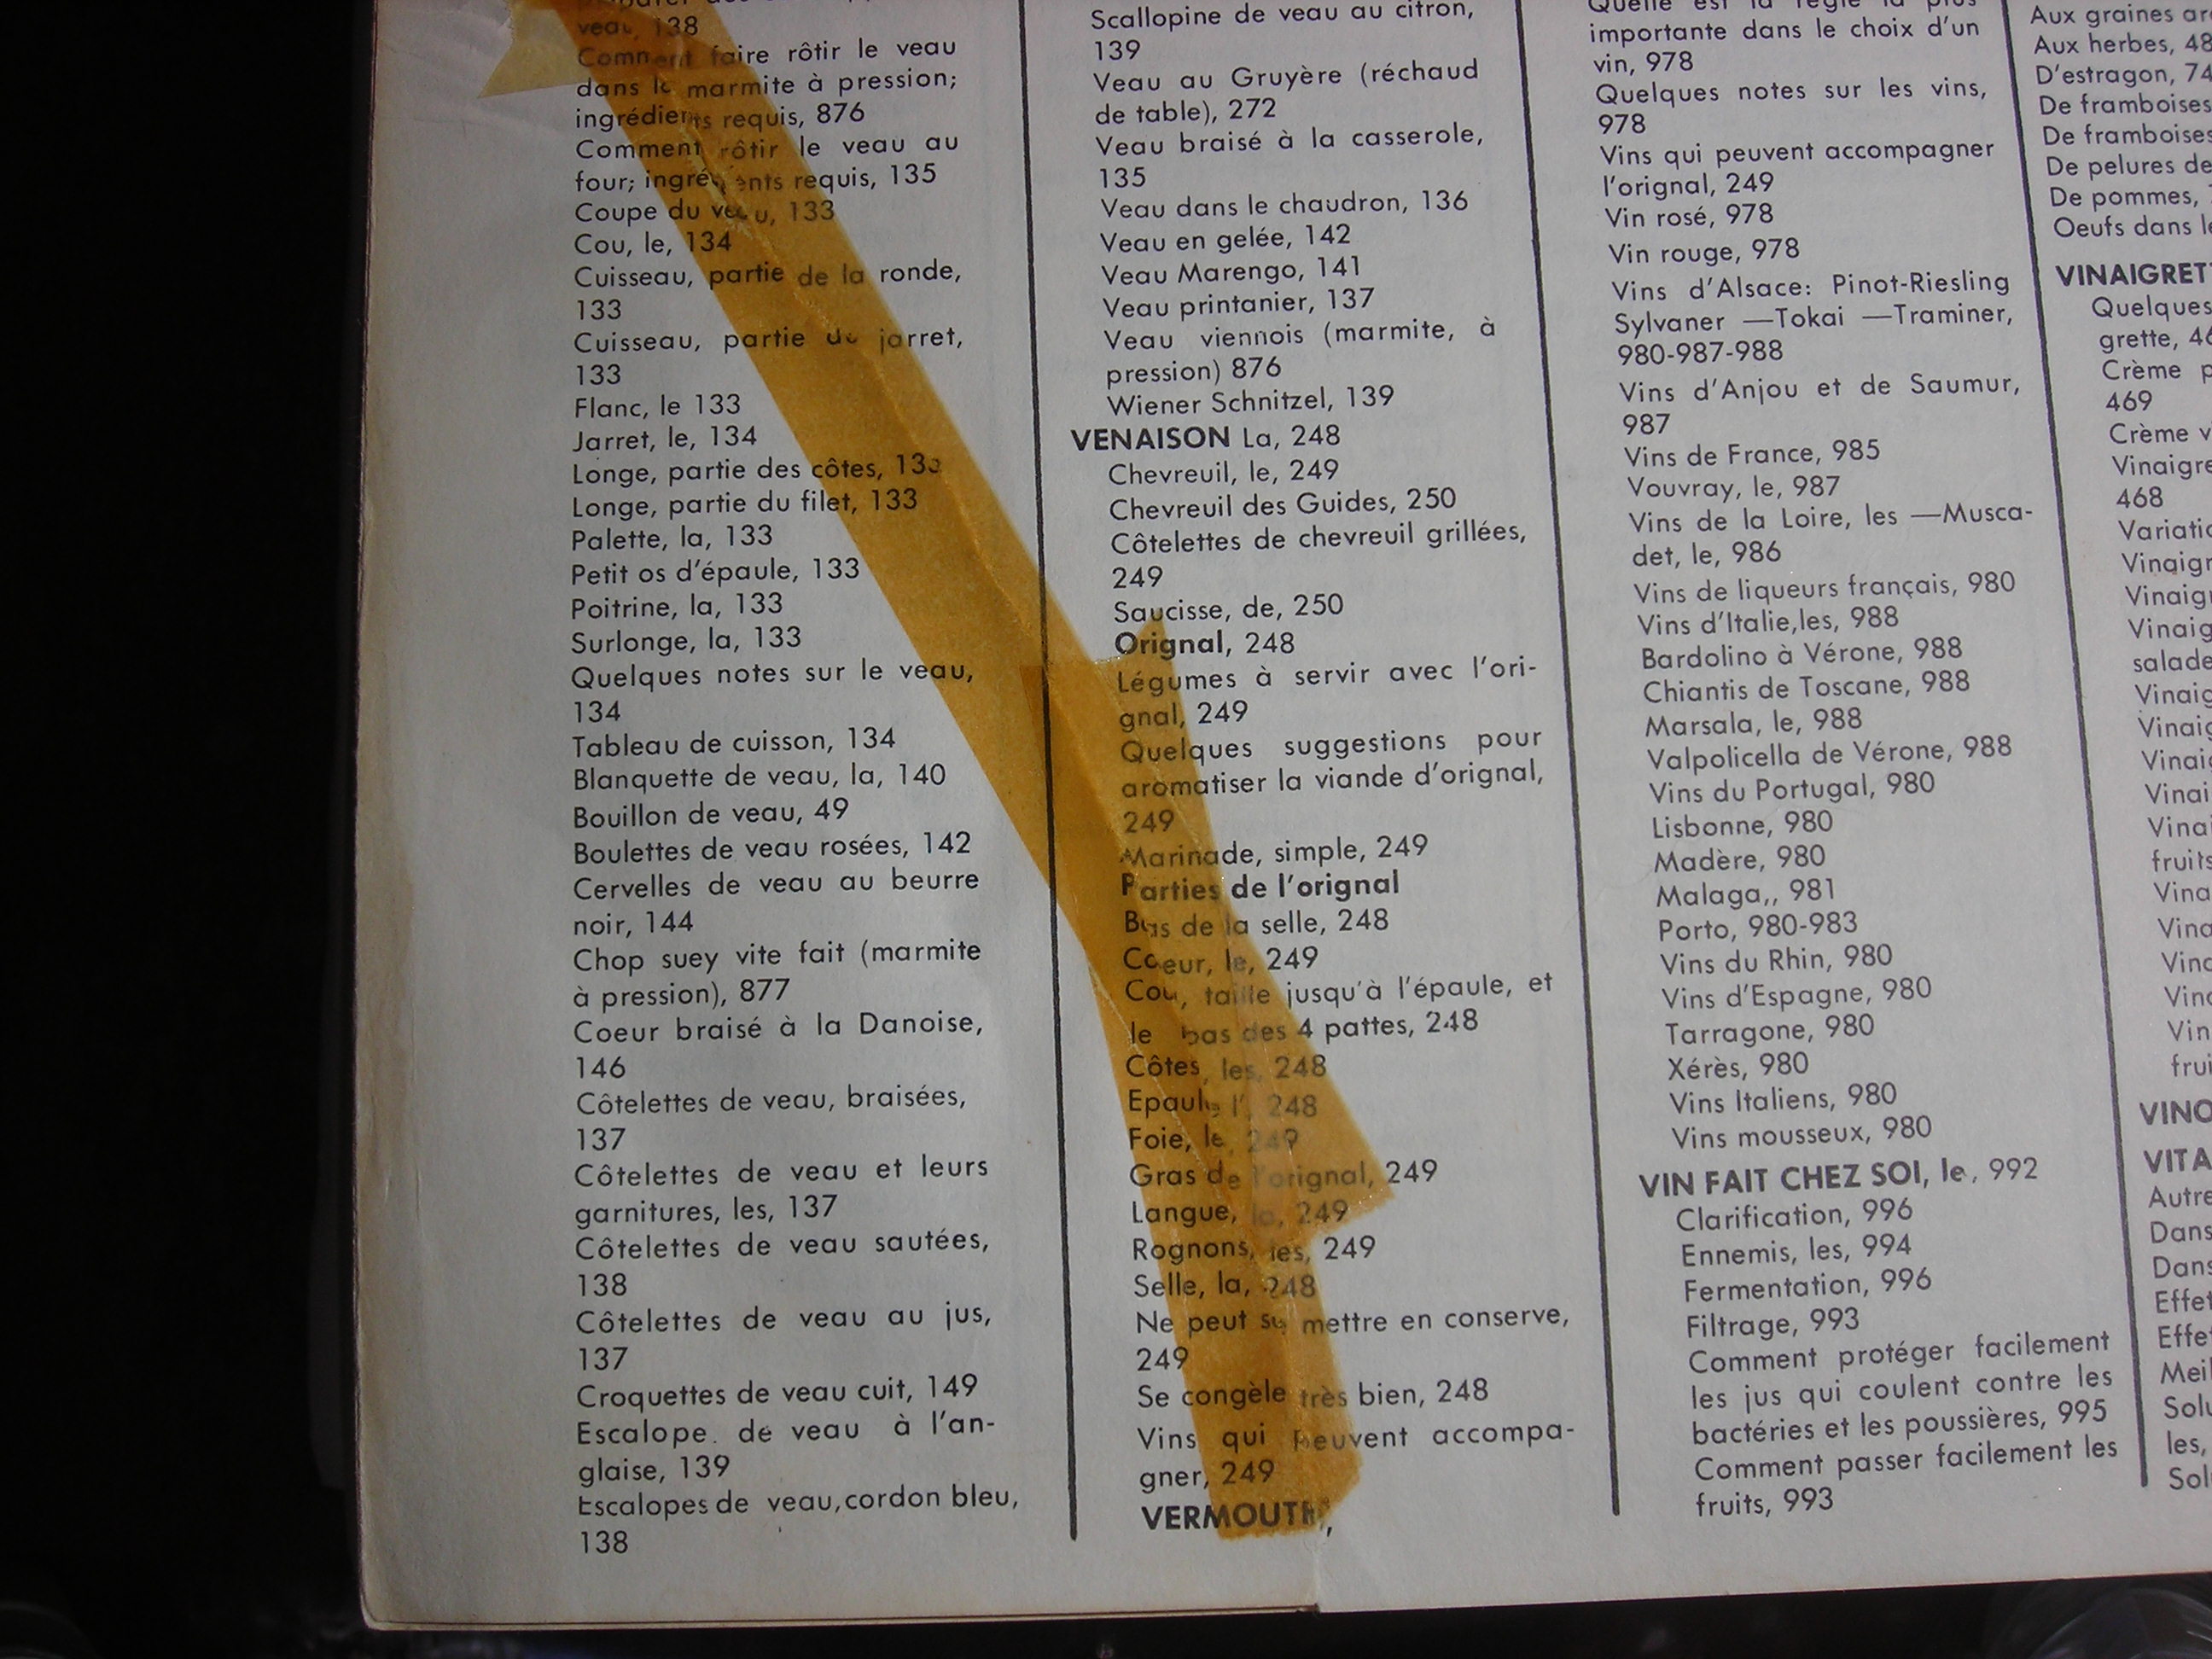 veau, 138
Comment faire rôtir le veau
dans la marmite à pression;
ingrédients requis, 876
Comment rôtir le veau au
four; ingrédients requis, 135
Coupe du veau, 133
Cou, le, 134
Cuisseau, partie de la ronde,
133
Cuisseau, partie du jarret,
133
Flanc, le 133
Jarret, le, 134
Longe, partie des côtes, 133
Longe, partie du filet, 133
Palette, la, 133
Petit os d'épaule, 133
Poitrine, la, 133
Surlonge, la, 133
Quelques notes sur le veau,
134
Tableau de cuisson, 134
Blanquette de veau, la, 140
Bouillon de veau, 49
Boulettes de veau rosées, 142
Cervelles de veau au beurre
noir, 144
Chop suey vite fait (marmite
à pression), 877
Coeur braisé à la Danoise,
146
Côtelettes de veau, braisées,
137
Côtelettes de veau et leurs
garnitures, les, 137
Côtelettes de veau sautées,
138
Côtelettes de veau au jus,
137
Croquettes de veau cuit, 149
Escalope de veau à l'an-
glaise, 139
Escalopes de veau, cordon bleu,
138
Scallopine de veau au citron,
139
Veau au Gruyère (réchaud
de table), 272
Veau braisé à la casserole,
135
Veau dans le chaudron, 136
Veau en gelée, 142
Veau Marengo, 141
Veau printanier, 137
Veau viennois (marmite, à
pression) 876
Wiener Schnitzel, 139
VENAISON La, 248
Chevreuil, le, 249
Chevreuil des Guides, 250
Côtelettes de chevreuil grillées,
249
Saucisse, de, 250
Orignal, 248
Légumes à servir avec l'ori-
gnal, 249
Quelques suggestions pour
aromatiser la viande d'orignal,
249
Marinade, simple, 249
Parties de l'orignal
Bas de la selle, 248
Coeur, le, 249
Cou, taille jusqu'à l'épaule, et
le bas des 4 pattes, 248
Côtes, les, 248
Epaule l', 248
Foie, le, 249
Gras de l'orignal, 249
Langue, la, 249
Rognons, les, 249
Selle, la, 248
Ne peut se mettre en conserve,
249
Se congèle très bien, 248
Vins qui peuvent accompa-
gner, 249
VERMOUTH,
Quelle est la règle la plus
importante dans le choix d'un
vin, 978
Quelques notes sur les vins,
978
Vins qui peuvent accompagner
l'orignal, 249
Vin rosé, 978
Vin rouge, 978
Vins d'Alsace: Pinot-Riesling
Sylvaner —Tokai —Traminer,
980-987-988
Vins d'Anjou et de Saumur,
987
Vins de France, 985
Vouvray, le, 987
Vins de la Loire, les —Musca-
det, le, 986
Vins de liqueurs français, 980
Vins d'Italie,les, 988
Bardolino à Vérone, 988
Chiantis de Toscane, 988
Marsala, le, 988
Valpolicella de Vérone, 988
Vins du Portugal, 980
Lisbonne, 980
Madère, 980
Malaga,, 981
Porto, 980-983
Vins du Rhin, 980
Vins d'Espagne, 980
Tarragone, 980
Xérès, 980
Vins Italiens, 980
Vins mousseux, 980
VIN FAIT CHEZ SOI, le, 992
Clarification, 996
Ennemis, les, 994
Fermentation, 996
Filtrage, 993
Comment protéger facilement
les jus qui coulent contre les
bactéries et les poussières, 995
Comment passer facilement les
fruits, 993
Aux graines
Aux herbes, 48
D'estragon, 74
De framboises
De framboises
De pelures de
De pommes,
Oeufs dans
Quelques
grette,
Crème
469
Crème
468
salade
fruits
Dans
Dans
les,